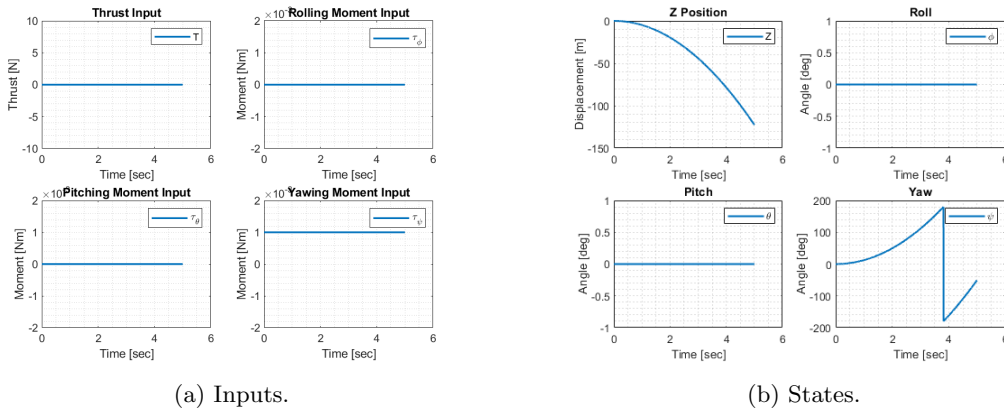 Thrust Input
10
5
0
-5
-10
Thrust [N]
T
0 2 4 6
Time [sec]
Rolling Moment Input
2
1
0
-1
-2
Moment [Nm]
τϕ
0 2 4 6
Time [sec]
Pitching Moment Input
2
1
0
-1
-2
Moment [Nm]
τθ
0 2 4 6
Time [sec]
Yawing Moment Input
2
1
0
-1
-2
Moment [Nm]
τψ
0 2 4 6
Time [sec]
(a) Inputs.
Z Position
0
-50
-100
-150
Displacement [m]
Z
0 2 4 6
Time [sec]
Roll
1
0.5
0
-0.5
-1
Angle [deg]
ϕ
0 2 4 6
Time [sec]
Pitch
1
0.5
0
-0.5
-1
Angle [deg]
θ
0 2 4 6
Time [sec]
Yaw
200
100
0
-100
-200
Angle [deg]
ψ
0 2 4 6
Time [sec]
(b) States.